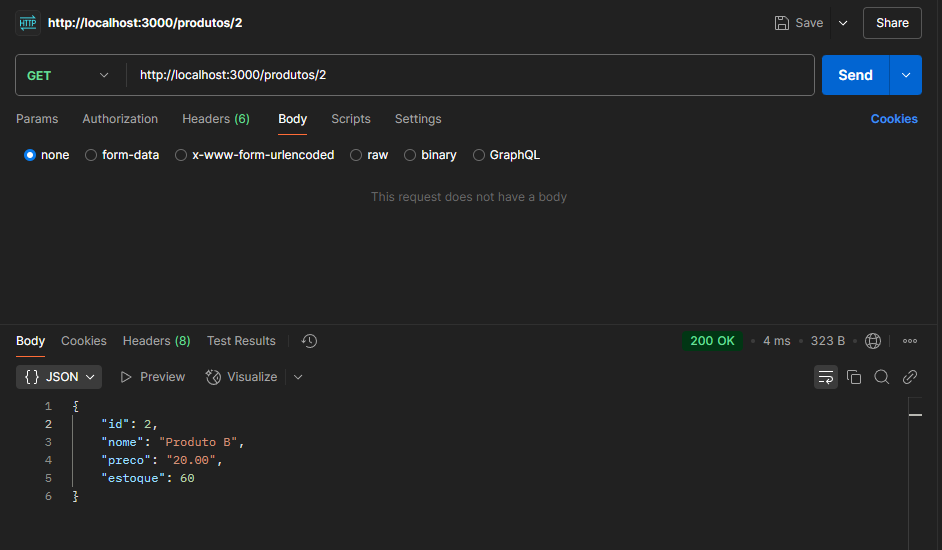 HTTP http://localhost:3000/produtos/2 Save Share
GET http://localhost:3000/produtos/2 Send
Params Authorization Headers (6) Body Scripts Settings Cookies
none form-data x-www-form-urlencoded raw binary GraphQL
This request does not have a body
Body Cookies Headers (8) Test Results 200 OK • 4 ms • 323 B •
{} JSON Preview Visualize
1 {
2 "id": 2,
3 "nome": "Produto B",
4 "preco": "20.00",
5 "estoque": 60
6 }